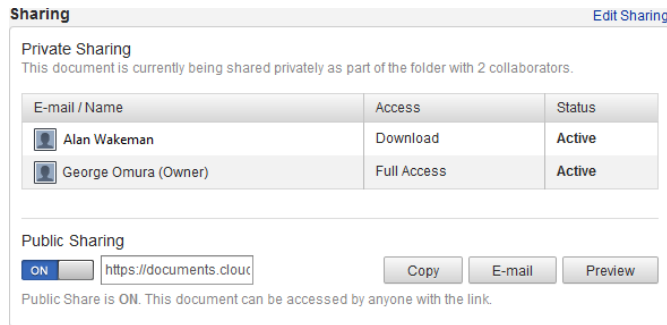 Sharing Edit Sharing
Private Sharing
This document is currently being shared privately as part of the folder with 2 collaborators.
E-mail / Name Access Status
Alan Wakeman Download Active
George Omura (Owner) Full Access Active
Public Sharing
ON https://documents.clouc Copy E-mail Preview
Public Share is ON. This document can be accessed by anyone with the link.